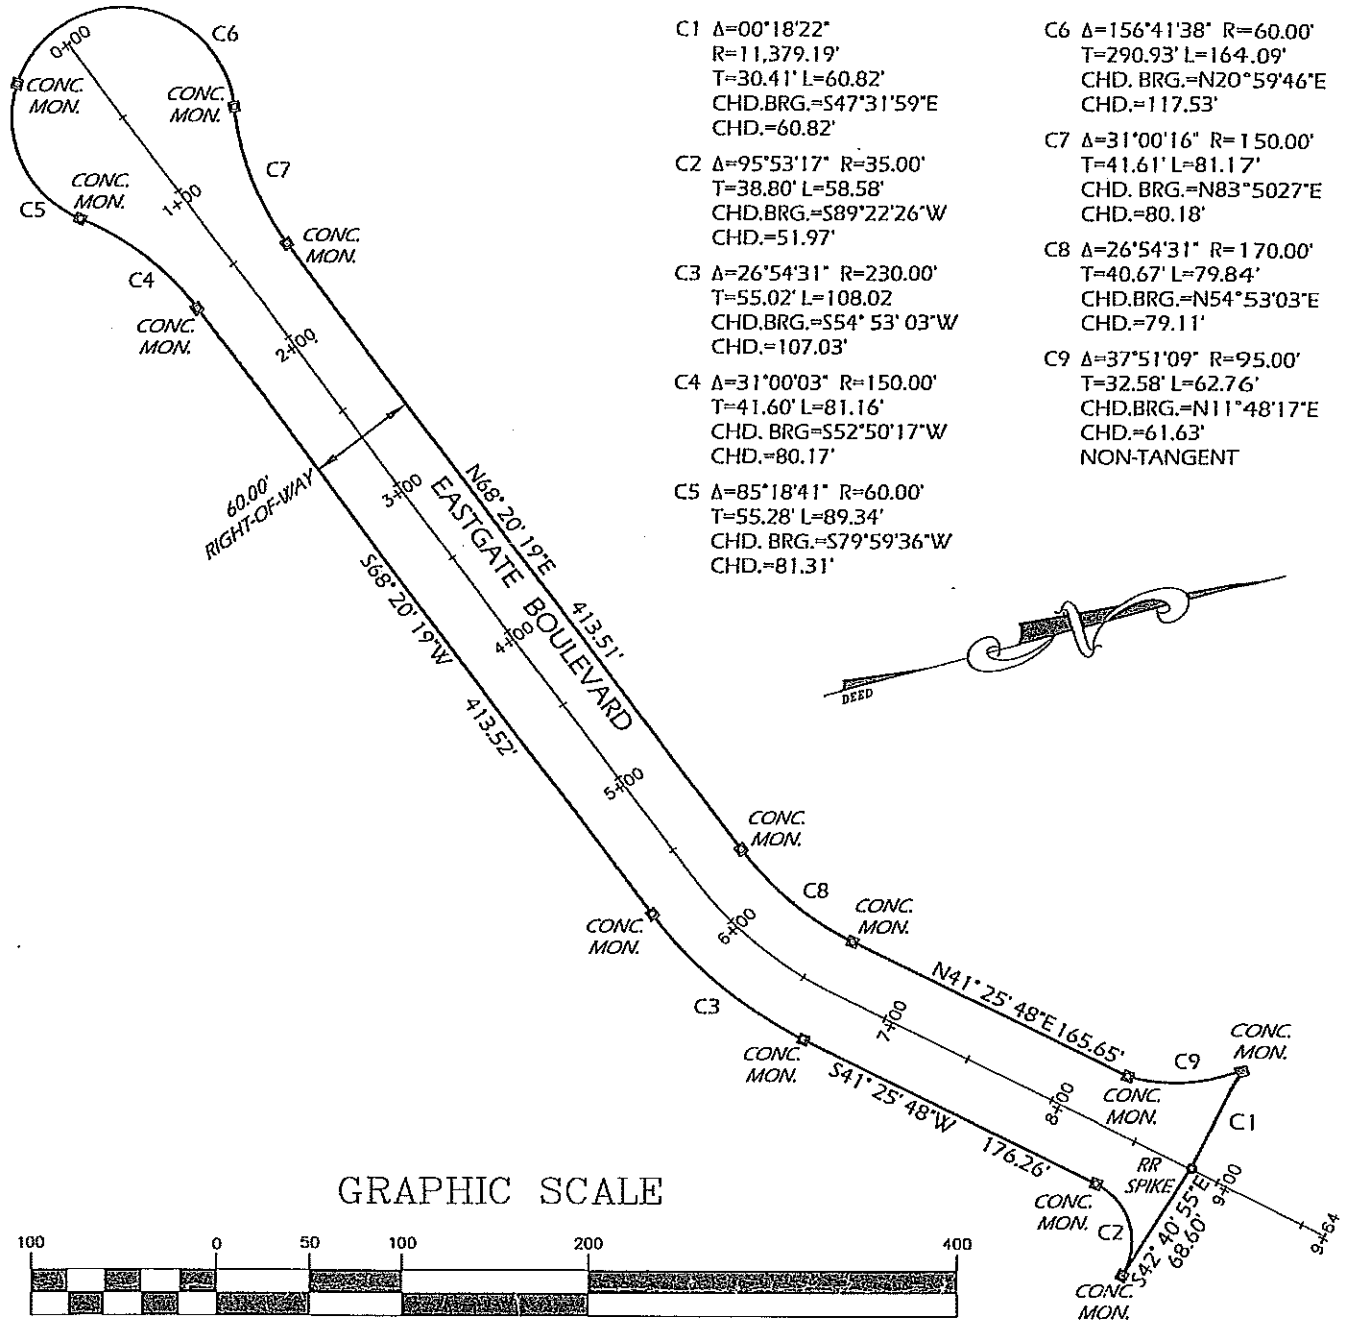 C1 Δ=00°18'22"
R=11,379.19'
T=30.41' L=60.82
CHD.BRG.=S47°31'59"E
CHD.=60.82'
C2 Δ=95°53'17" R=35.00'
T=38.80' L=58.58'
CHD.BRG.=S89°22'26"W
CHD.=51.97'
C3 Δ=26°54'31" R=230.00'
T=55.02' L=108.02
CHD.BRG.=S54° 53' 03"W
CHD.=107.03'
C4 Δ=31°00'03" R=150.00'
T=41.60' L=81.16'
CHD. BRG=S52°50'17"W
CHD.=80.17'
C5 Δ=85°18'41" R=60.00'
T=55.28' L=89.34'
CHD. BRG.=S79°59'36"W
CHD.=81.31'
C6 Δ=156°41'38" R=60.00'
T=290.93' L=164.09'
CHD. BRG.=N20°59'46"E
CHD.=117.53'
C7 Δ=31°00'16" R=150.00'
T=41.61' L=81.17'
CHD. BRG.=N83°5027"E
CHD.=80.18'
C8 Δ=26°54'31" R=170.00'
T=40.67' L=79.84'
CHD.BRG.=N54°53'03"E
CHD.=79.11'
C9 Δ=37°51'09" R=95.00'
T=32.58' L=62.76'
CHD.BRG.=N11°48'17"E
CHD.=61.63'
NON-TANGENT
0+00
C6
CONC.
MON.
CONC.
MON.
C7
CONC.
MON.
C5
1+00
CONC.
MON.
C4
CONC.
MON.
2+00
60.00'
RIGHT-OF-WAY
3+00
N68° 20' 19"E
413.51'
EASTGATE BOULEVARD
S68° 20' 19"W
413.52'
4+00
5+00
DEED
CONC.
MON.
C8
CONC.
MON.
CONC.
MON.
6+00
C3
N41° 25' 48"E 165.65'
7+00
CONC.
MON.
S41° 25' 48"W
176.26'
8+00
CONC.
MON.
C9
CONC.
MON.
C1
RR
SPIKE
9+00
9+64
CONC.
MON.
C2
S42° 40' 55"E
68.60'
CONC.
MON.
GRAPHIC SCALE
100 0 50 100 200 400